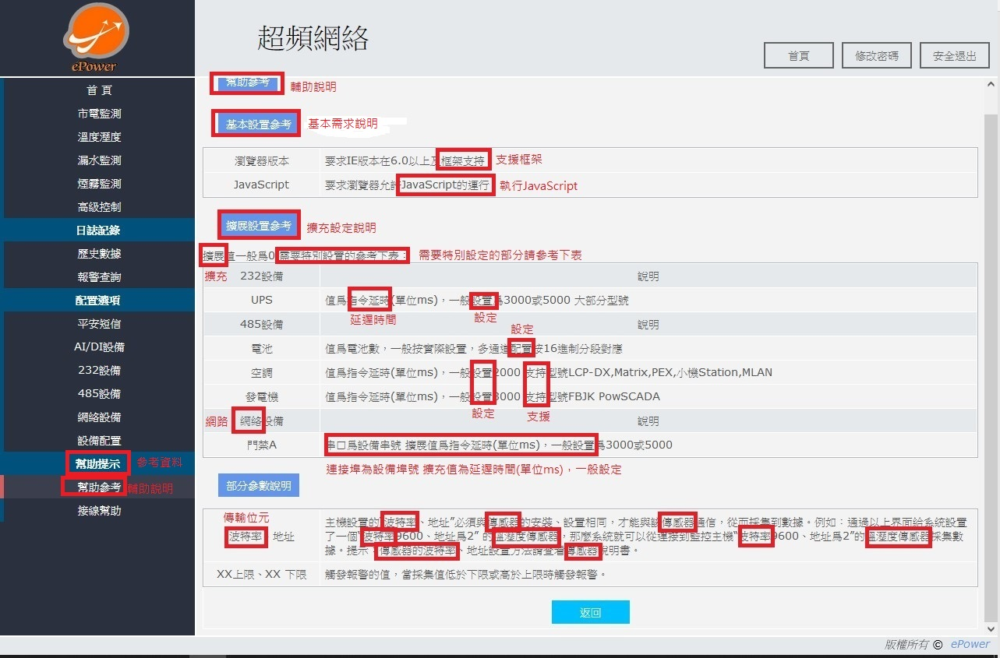 ePower
超頻網絡
首頁
修改密碼
安全退出
首 頁
市電監測
溫度溼度
漏水監測
煙霧監測
高級控制
日誌記錄
歷史數據
報警查詢
配置選項
平安短信
AI/DI設備
232設備
485設備
網絡設備
設備配置
幫助提示 參考資料
幫助參考 輔助說明
接線幫助
幫助參考 輔助說明
基本設置參考 基本需求說明
瀏覽器版本 要求IE版本在6.0以上及框架支持 支援框架
JavaScript 要求瀏覽器允許JavaScript的運行 執行JavaScript
擴展設置參考 擴充設定說明
擴展值一般爲0 需要特別設置的參考下表： 需要特別設定的部分請參考下表
擴充 232設備 說明
UPS 值爲指令延時(單位ms)，一般設置爲3000或5000 大部分型號
延遲時間 設定
485設備 說明
設定
電池 值爲電池數，一般按實際設置，多通道配置按16進制分段對應
空調 值爲指令延時(單位ms)，一般設置2000 支持型號LCP-DX,Matrix,PEX,小機Station,MLAN
發電機 值爲指令延時(單位ms)，一般設置3000 支持型號FBJK PowSCADA
設定 支援
網路 網絡設備 說明
門禁A 串口爲設備串號 擴展值爲指令延時(單位ms)，一般設置爲3000或5000
連接埠為設備埠號 擴充值為延遲時間(單位ms)，一般設定
部分參數說明
傳輸位元
波特率、地址
主機設置的“波特率、地址”必須與傳感器的安裝、設置相同，才能與該傳感器通信，從而採集到數據。例如：通過以上界面給系統設置
了一個“波特率9600、地址爲2” 的溫溼度傳感器，那麼系統就可以從連接到監控主機“波特率9600、地址爲2”的溫溼度傳感器採集數
據。提示：傳感器的波特率、地址設置方法請查看傳感器說明書。
XX上限、XX 下限 觸發報警的值，當採集值低於下限或高於上限時觸發報警。
返回
版權所有 © ePower